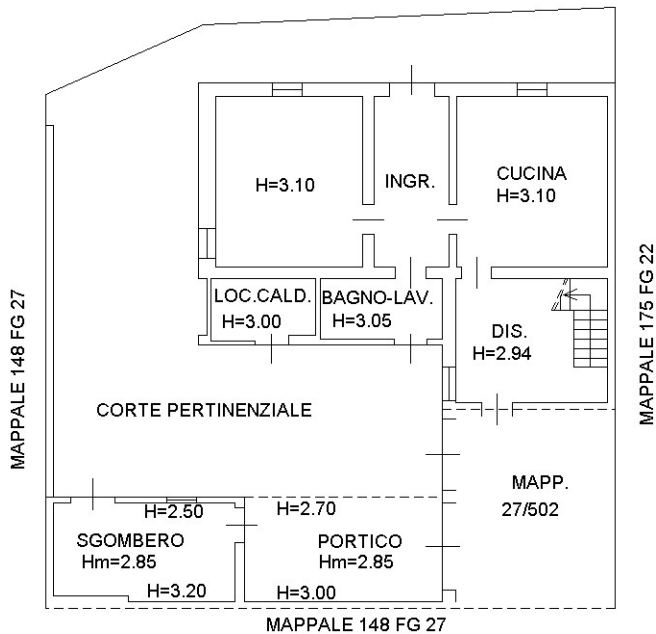 H=3.10
INGR.
CUCINA
H=3.10
LOC.CALD.
H=3.00
BAGNO-LAV.
H=3.05
DIS.
H=2.94
MAPPALE 148 FG 27
MAPPALE 175 FG 22
CORTE PERTINENZIALE
MAPP.
27/502
H=2.50
SGOMBERO
Hm=2.85
H=3.20
H=2.70
PORTICO
Hm=2.85
H=3.00
MAPPALE 148 FG 27